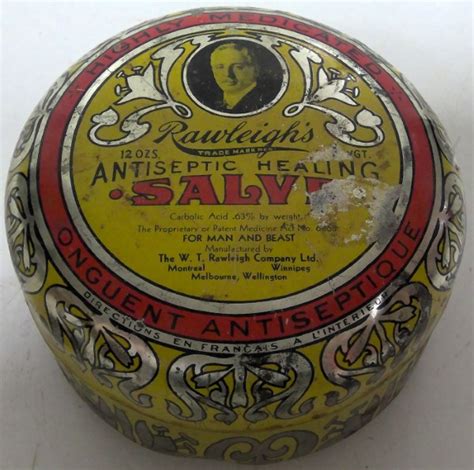 HIGHLY MEDICATED
Rawleigh's
TRADE MARK REG.
12 OZS. WGT.
ANTISEPTIC HEALING
SALVE
Carbolic Acid .63% by weight.
The Proprietary or Patent Medicine Act No.
FOR MAN AND BEAST
Manufactured by
The W. T. Rawleigh Company Ltd.
Montreal Winnipeg
Melbourne, Wellington
ONGUENT ANTISEPTIQUE
DIRECTIONS EN FRANÇAIS A L'INTÉRIEUR